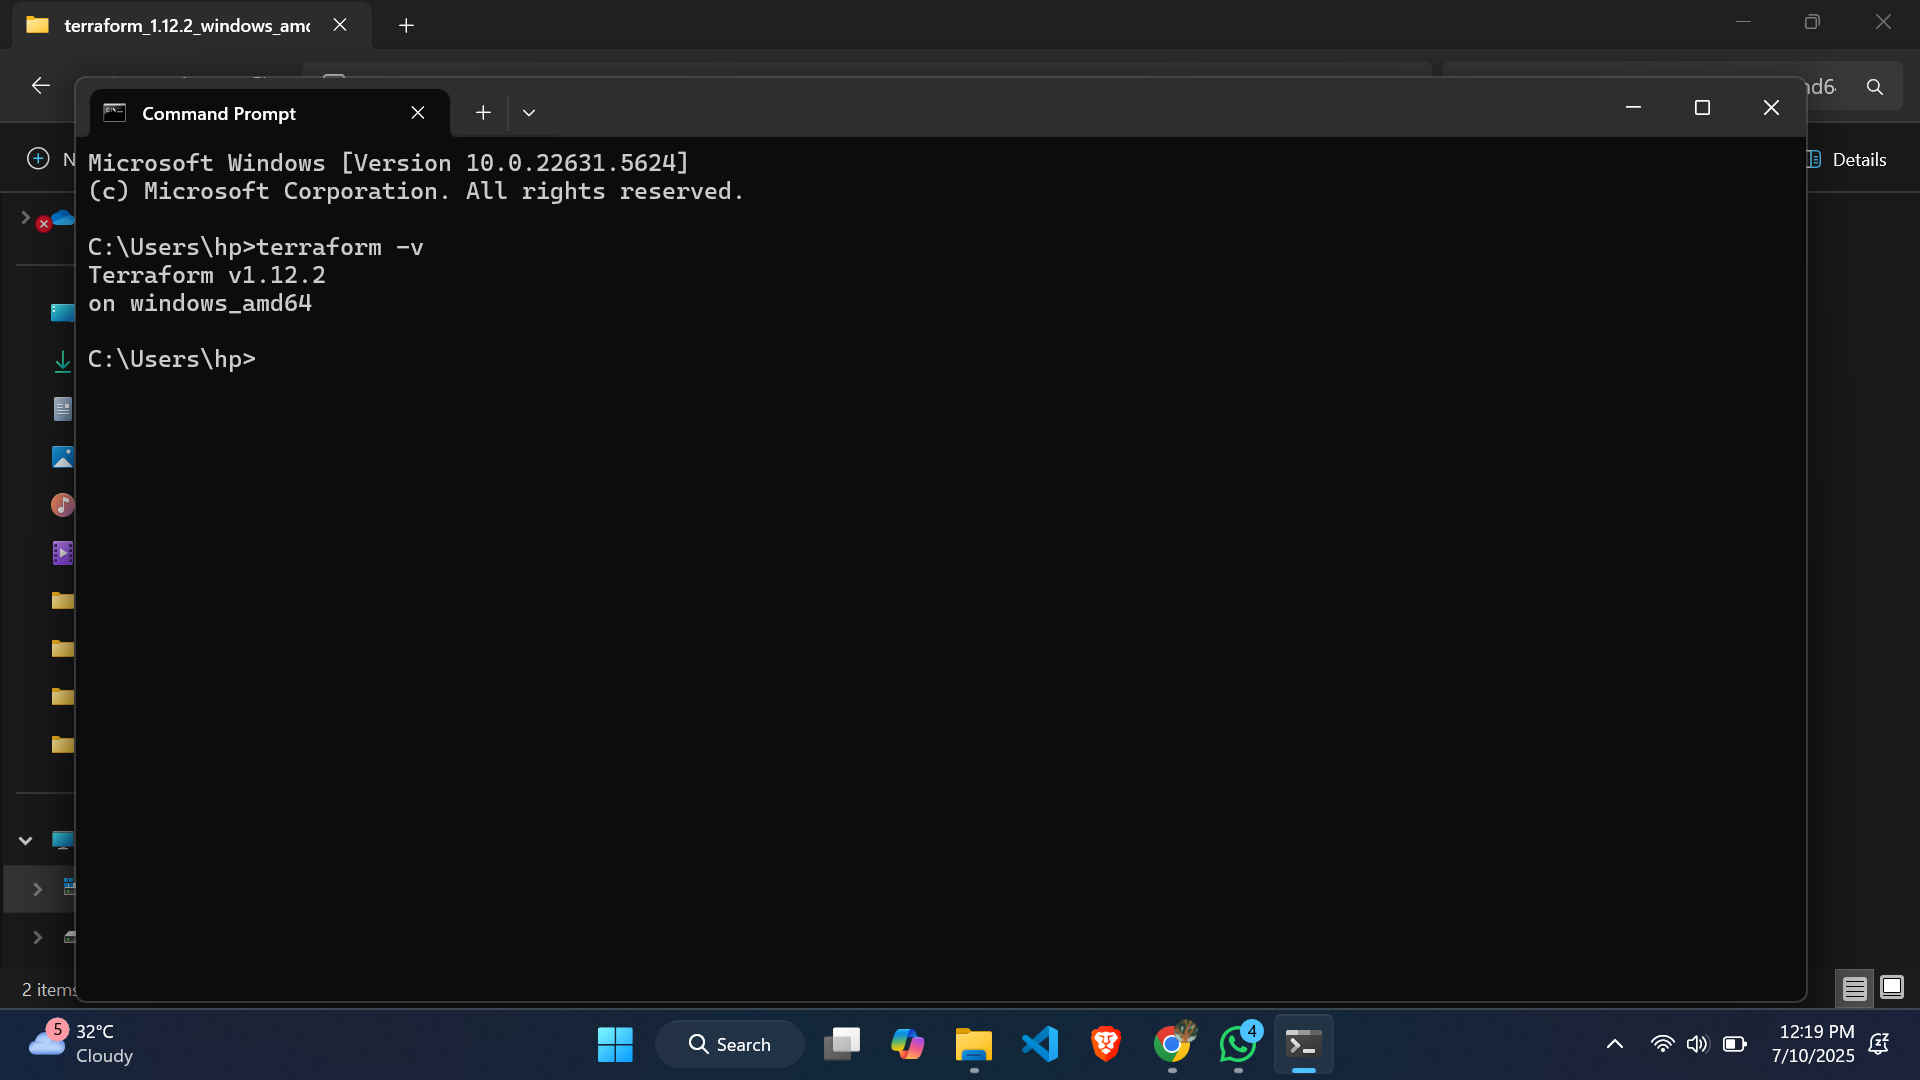 terraform_1.12.2_windows_amd
Command Prompt
Details
Microsoft Windows [Version 10.0.22631.5624]
(c) Microsoft Corporation. All rights reserved.
C:\Users\hp>terraform -v
Terraform v1.12.2
on windows_amd64
C:\Users\hp>
2 items
5
32°C
Cloudy
Search
4
12:19 PM
7/10/2025